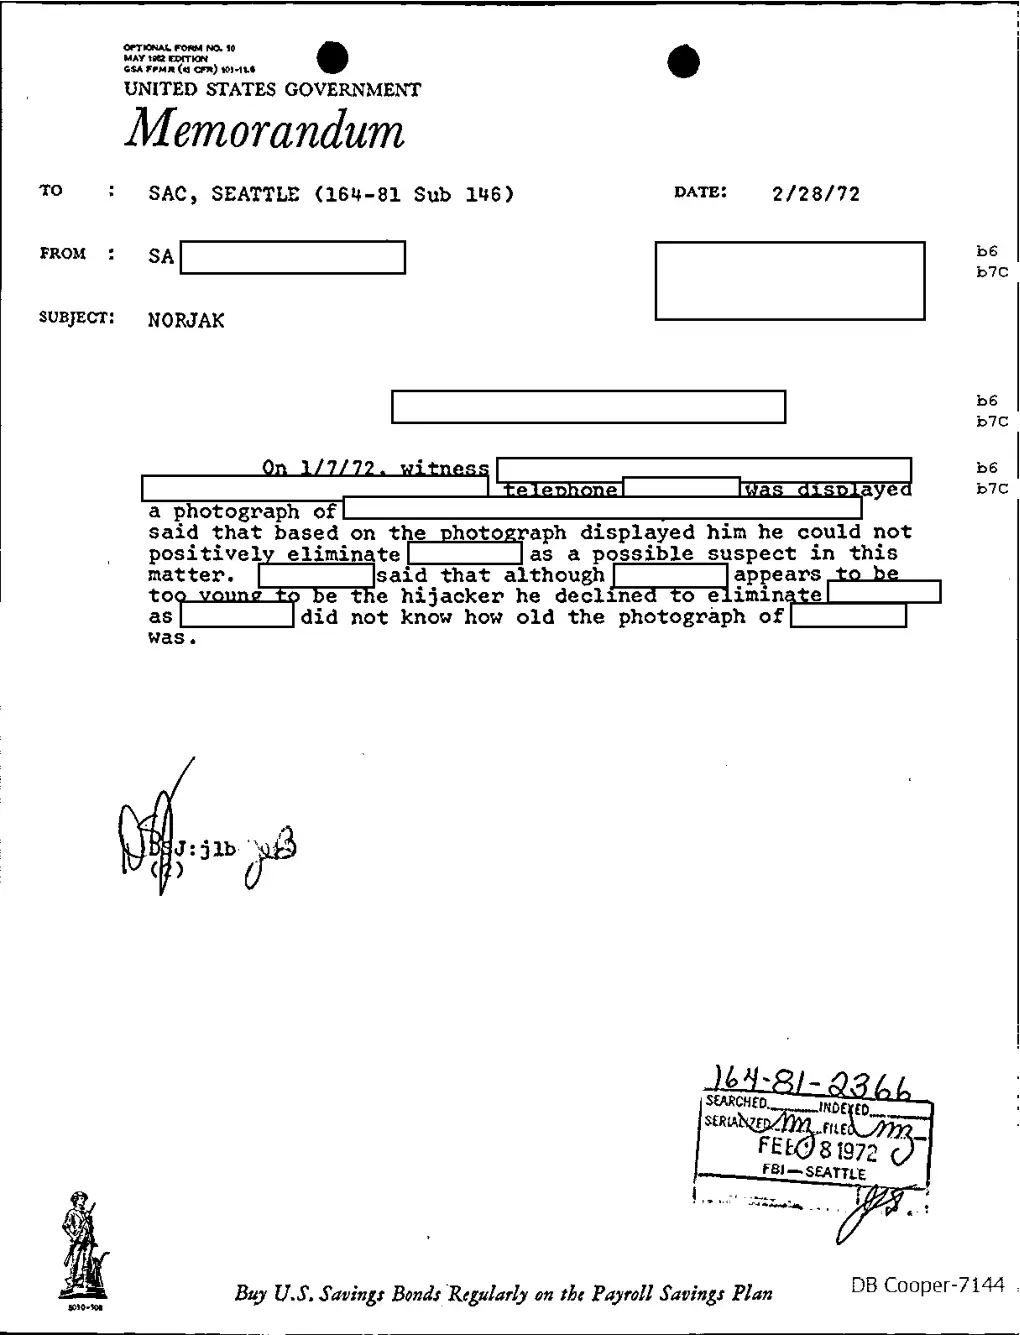 OPTIONAL FORM NO. 10
MAY 1962 EDITION
GSA FPMR (41 CFR) 101-11.6
UNITED STATES GOVERNMENT
Memorandum
TO : SAC, SEATTLE (164-81 Sub 146) DATE: 2/28/72
FROM : SA b6
b7C
SUBJECT: NORJAK
b6
b7C
On 1/7/72, witness b6
telephone was displayed b7C
a photograph of
said that based on the photograph displayed him he could not
positively eliminate as a possible suspect in this
matter. said that although appears to be
too young to be the hijacker he declined to eliminate
as did not know how old the photograph of
was.
DSJ:jlb
(2)
164-81-2366
SEARCHED INDEXED
SERIALIZED FILED
FEB 8 1972
FBI—SEATTLE
5010-108
Buy U.S. Savings Bonds Regularly on the Payroll Savings Plan
DB Cooper-7144